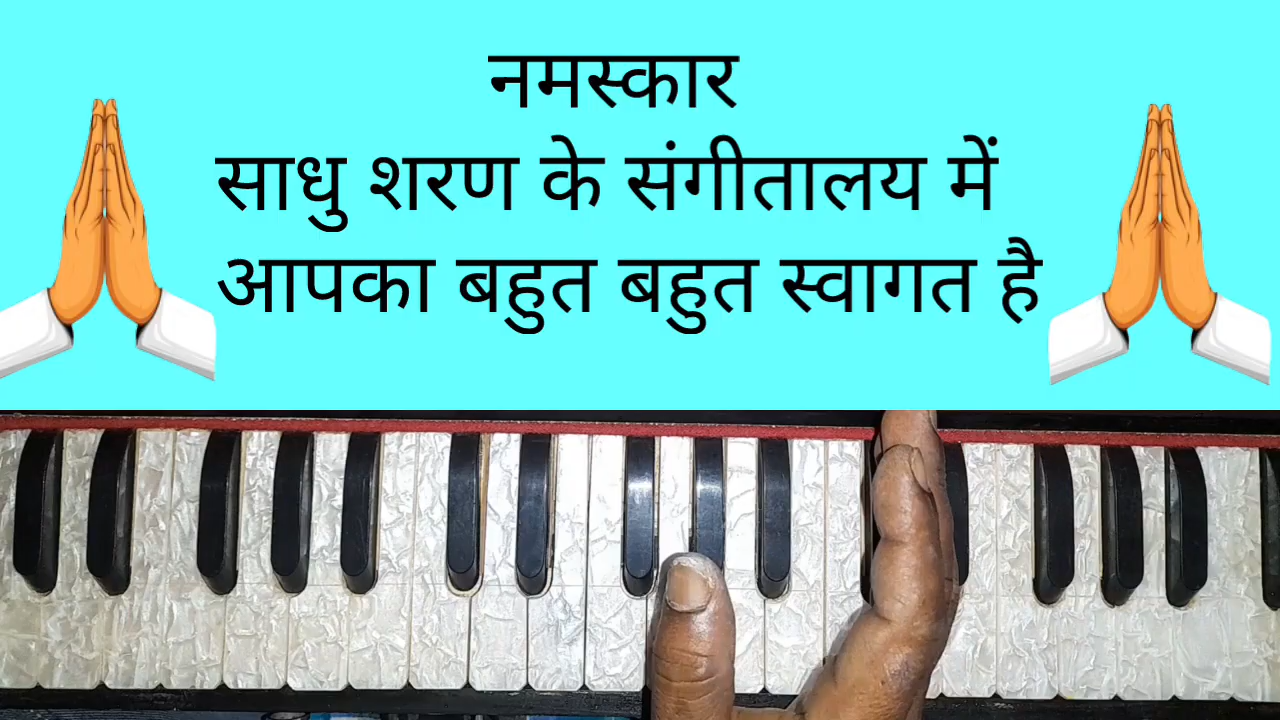 नमस्कार
साधु शरण के संगीतालय में
आपका बहुत बहुत स्वागत है